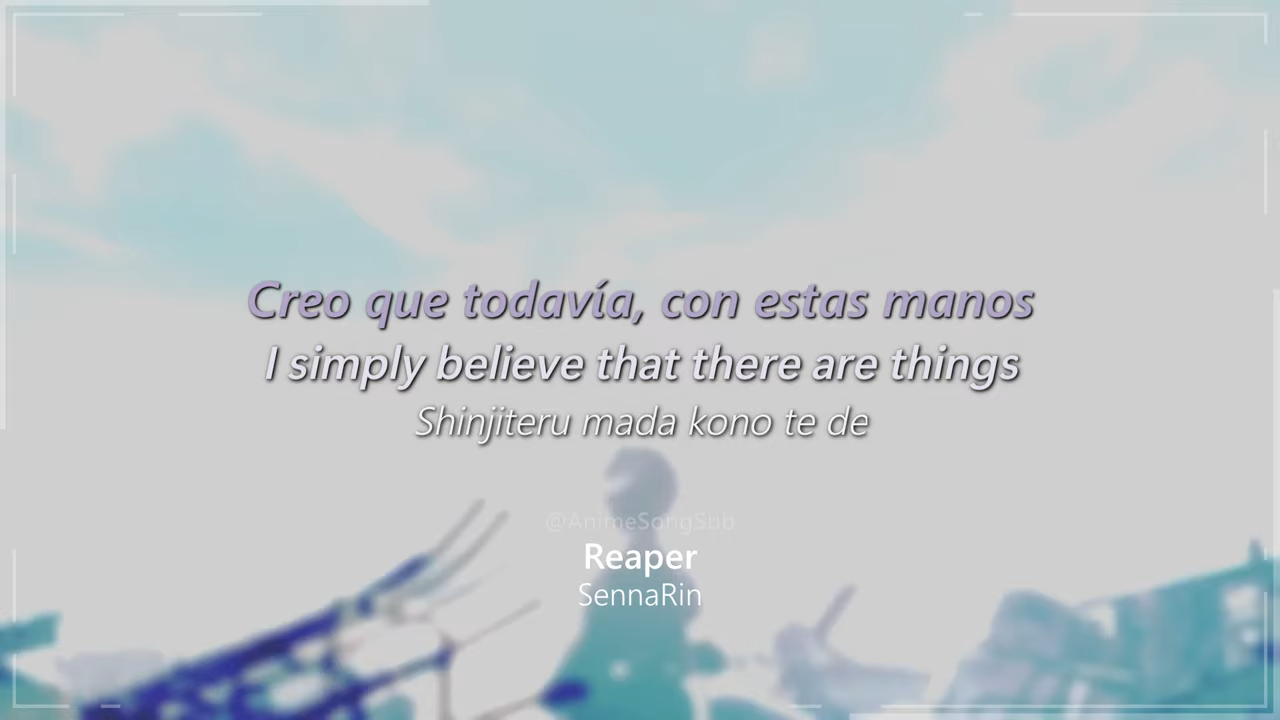 Creo que todavía, con estas manos
I simply believe that there are things
Shinjiteru mada kono te de
@AnimeSongSbb
Reaper
SennaRin